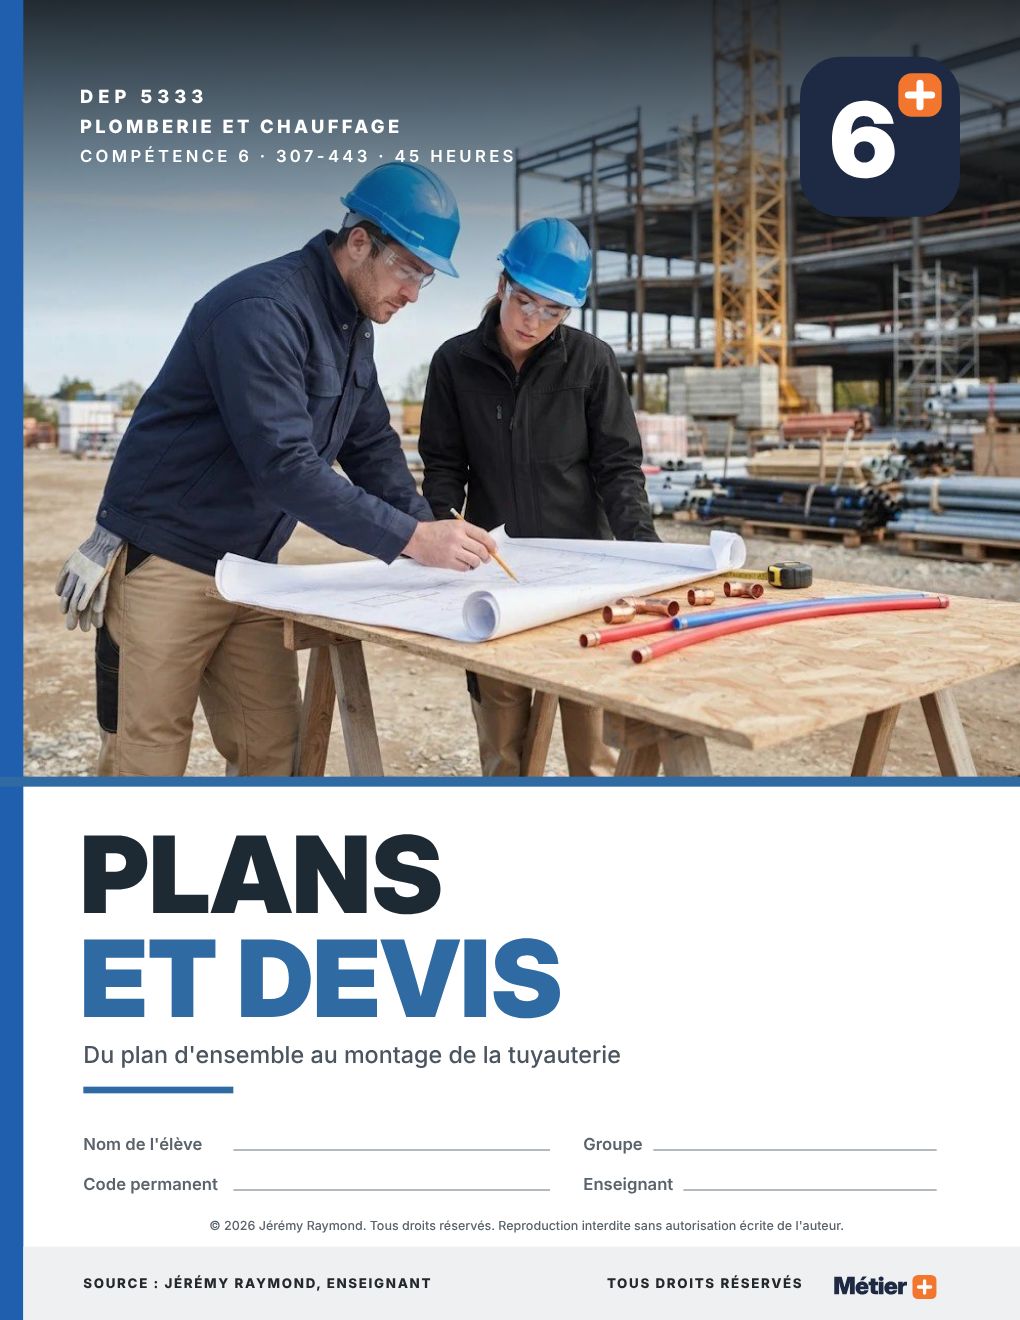 DEP 5333
PLOMBERIE ET CHAUFFAGE
COMPÉTENCE 6 · 307-443 · 45 HEURES
6+
PLANS
ET DEVIS
Du plan d'ensemble au montage de la tuyauterie
Nom de l'élève
Groupe
Code permanent
Enseignant
© 2026 Jérémy Raymond. Tous droits réservés. Reproduction interdite sans autorisation écrite de l'auteur.
SOURCE : JÉRÉMY RAYMOND, ENSEIGNANT
TOUS DROITS RÉSERVÉS
Métier+